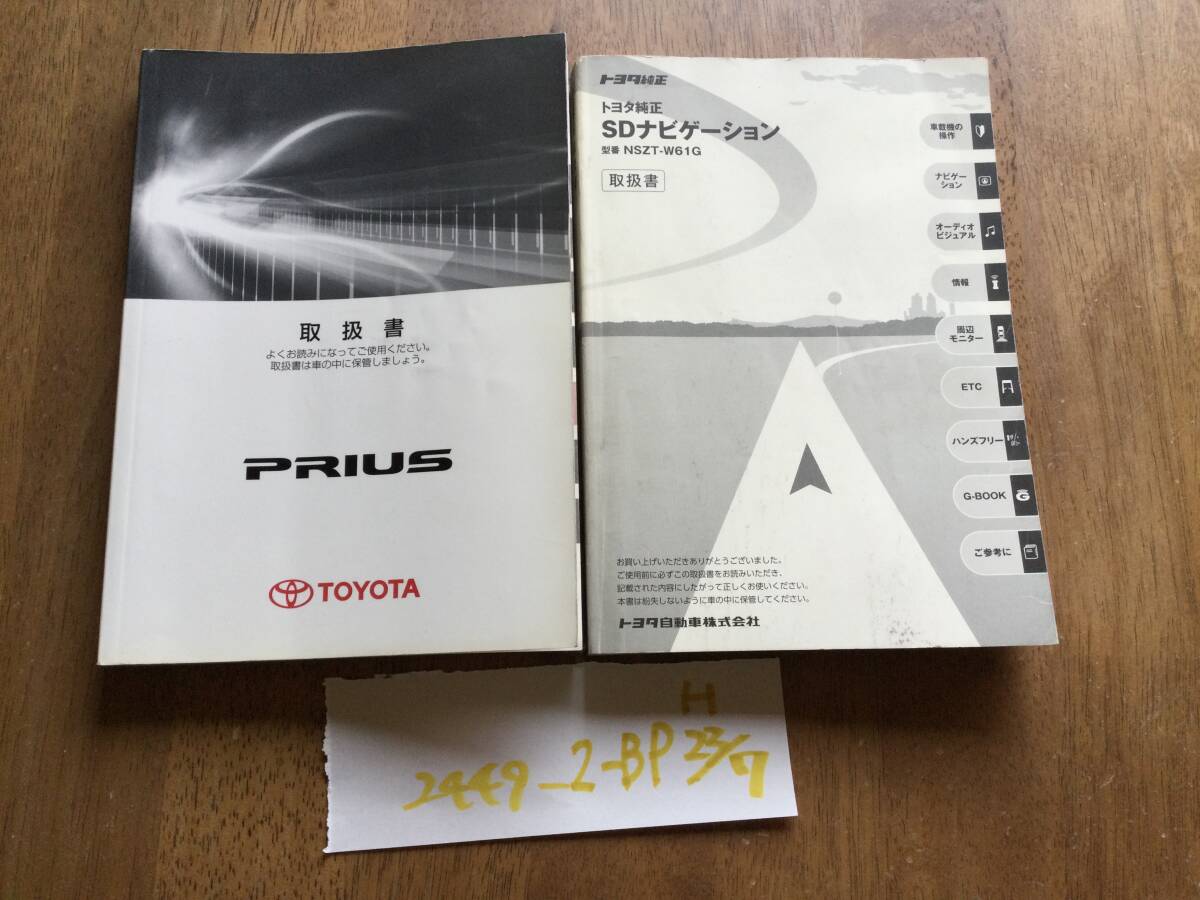 取扱書
よくお読みになってご使用ください。
取扱書は車の中に保管しましょう。
PRIUS
TOYOTA
トヨタ純正
トヨタ純正
SDナビゲーション
型番 NSZT-W61G
取扱書
車載機の
操作
ナビゲー
ション
オーディオ
ビジュアル
情報
周辺
モニター
ETC
ハンズフリー
G-BOOK
ご参考に
お買い上げいただきありがとうございました。
ご使用前に必ずこの取扱書をお読みいただき、
記載された内容にしたがって正しくお使いください。
本書は紛失しないように車の中に保管してください。
トヨタ自動車株式会社
H
2449-2-BP 23/7